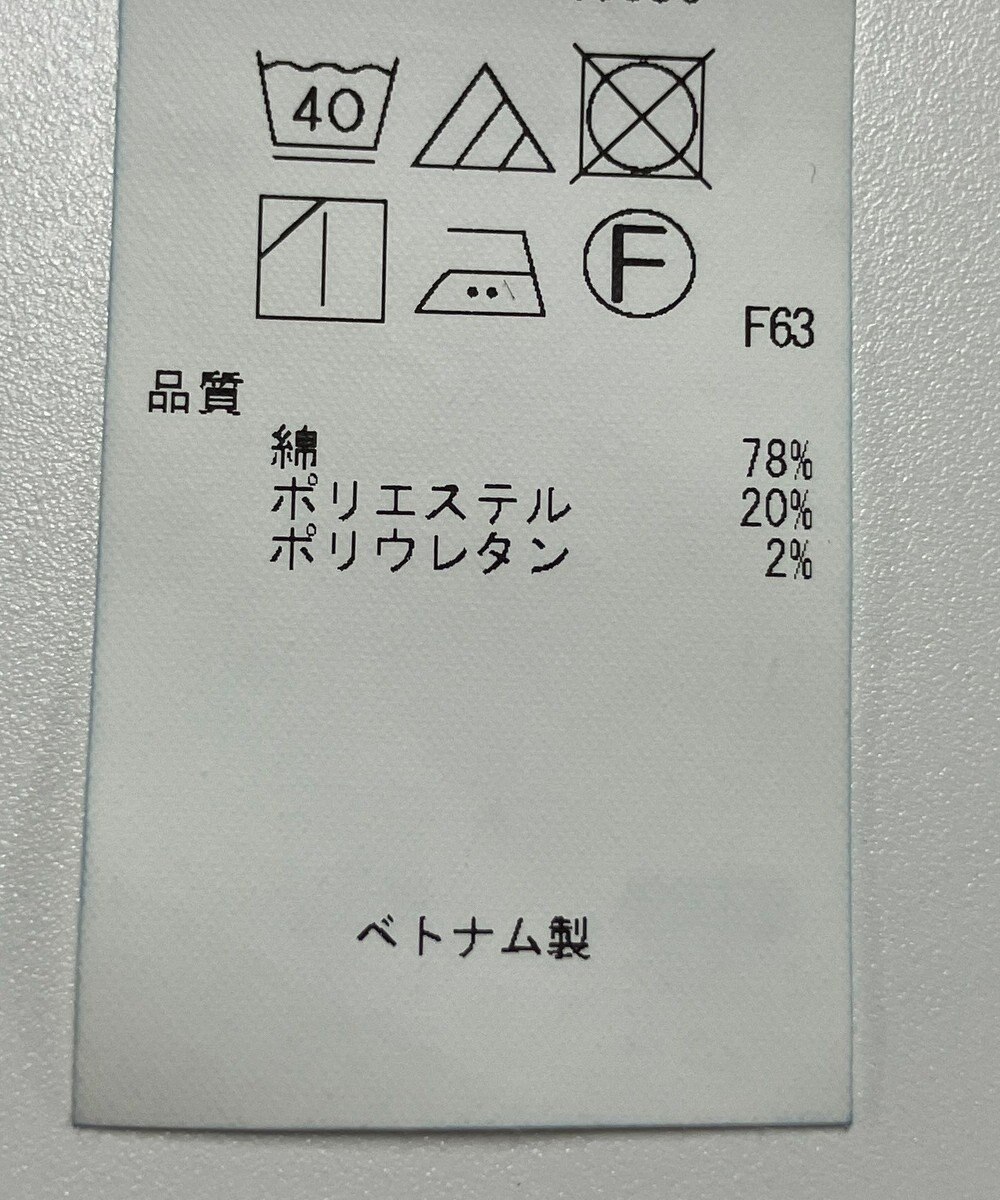 40
F
F63
品質
綿 78%
ポリエステル 20%
ポリウレタン 2%
ベトナム製